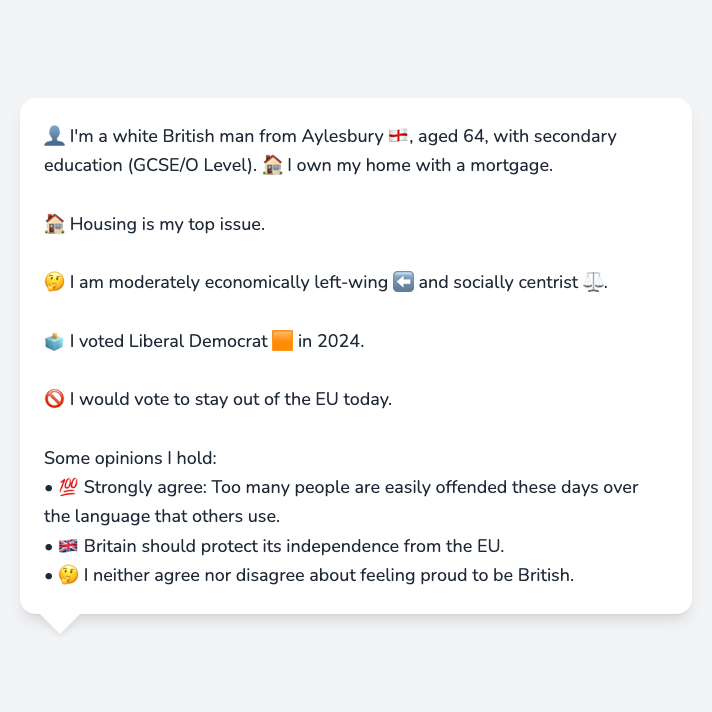 👤 I'm a white British man from Aylesbury 🏴󠁧󠁢󠁥󠁮󠁧󠁿, aged 64, with secondary
education (GCSE/O Level). 🏠 I own my home with a mortgage.
🏠 Housing is my top issue.
🤔 I am moderately economically left-wing ⬅️ and socially centrist ⚖️.
🗳️ I voted Liberal Democrat 🟧 in 2024.
🚫 I would vote to stay out of the EU today.
Some opinions I hold:
• 💯 Strongly agree: Too many people are easily offended these days over
the language that others use.
• 🇬🇧 Britain should protect its independence from the EU.
• 🤔 I neither agree nor disagree about feeling proud to be British.